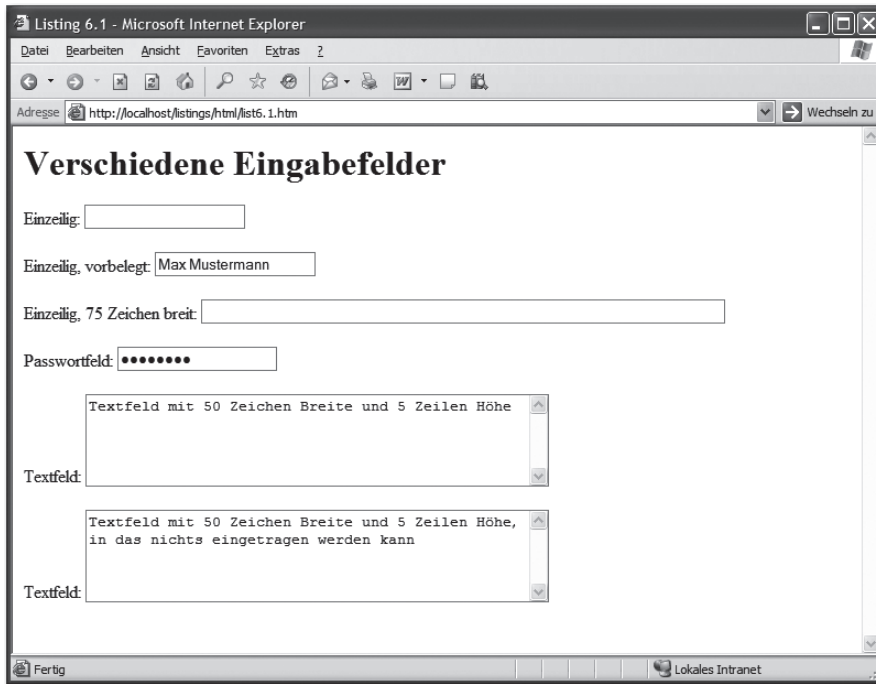 Listing 6.1 - Microsoft Internet Explorer
Datei Bearbeiten Ansicht Favoriten Extras ?
Adresse http://localhost/listings/html/list6.1.htm Wechseln zu
Verschiedene Eingabefelder
Einzeilig:
Einzeilig, vorbelegt: Max Mustermann
Einzeilig, 75 Zeichen breit:
Passwortfeld: ●●●●●●●●
Textfeld mit 50 Zeichen Breite und 5 Zeilen Höhe
Textfeld:
Textfeld mit 50 Zeichen Breite und 5 Zeilen Höhe,
in das nichts eingetragen werden kann
Textfeld:
Fertig Lokales Intranet